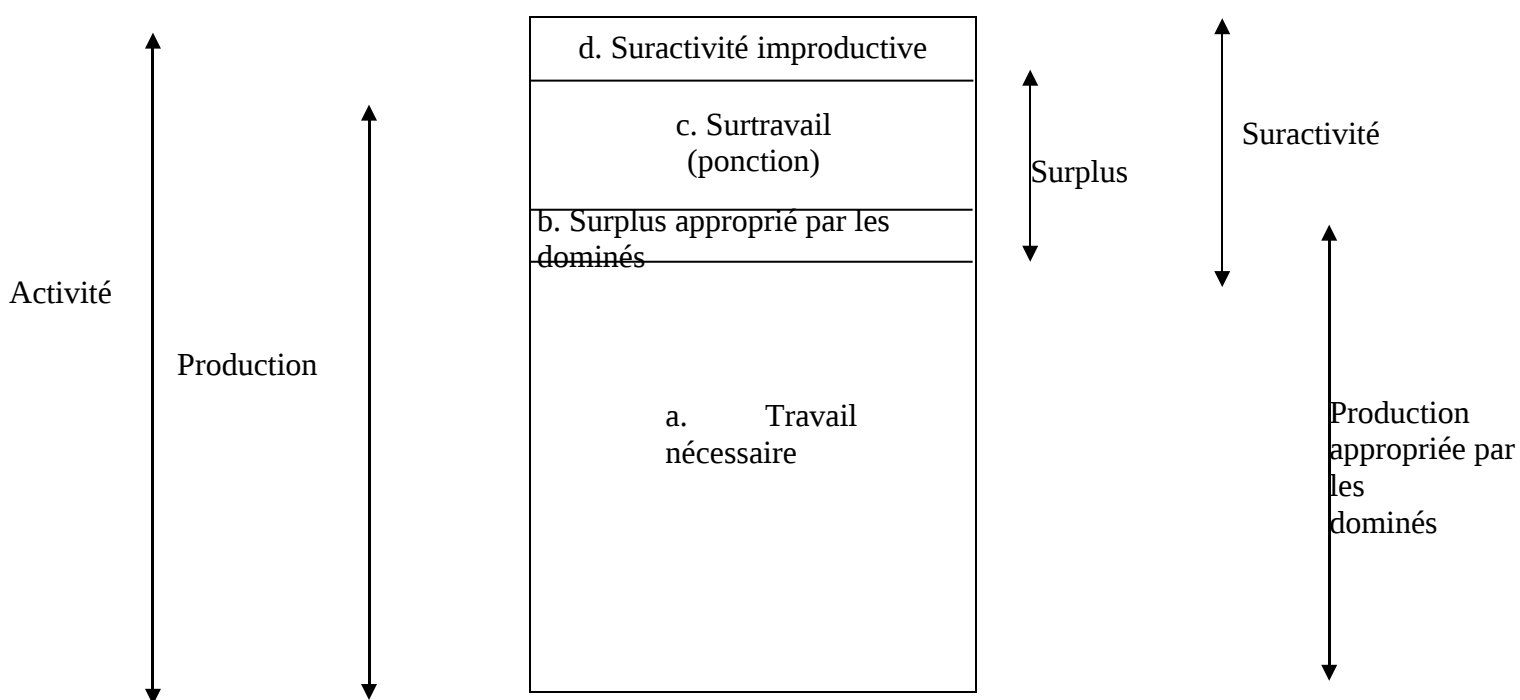 d. Suractivité improductive
c. Surtravail
(ponction)
Suractivité
Surplus
b. Surplus approprié par les
dominés
Activité
Production
a. Travail
nécessaire
Production
appropriée par
les
dominés